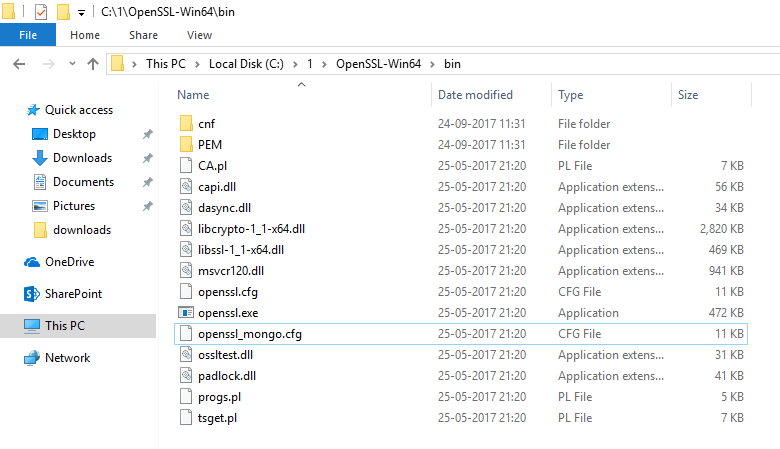 C:\1\OpenSSL-Win64\bin
File Home Share View
This PC Local Disk (C:) 1 OpenSSL-Win64 bin
Quick access
Desktop
Downloads
Documents
Pictures
downloads
OneDrive
SharePoint
This PC
Network
Name Date modified Type Size
cnf 24-09-2017 11:31 File folder
PEM 24-09-2017 11:31 File folder
CA.pl 25-05-2017 21:20 PL File 7 KB
capi.dll 25-05-2017 21:20 Application extens... 56 KB
dasync.dll 25-05-2017 21:20 Application extens... 34 KB
libcrypto-1_1-x64.dll 25-05-2017 21:20 Application extens... 2,820 KB
libssl-1_1-x64.dll 25-05-2017 21:20 Application extens... 469 KB
msvcr120.dll 25-05-2017 21:20 Application extens... 941 KB
openssl.cfg 25-05-2017 21:20 CFG File 11 KB
openssl.exe 25-05-2017 21:20 Application 472 KB
openssl_mongo.cfg 25-05-2017 21:20 CFG File 11 KB
ossltest.dll 25-05-2017 21:20 Application extens... 31 KB
padlock.dll 25-05-2017 21:20 Application extens... 41 KB
progs.pl 25-05-2017 21:20 PL File 5 KB
tsget.pl 25-05-2017 21:20 PL File 7 KB